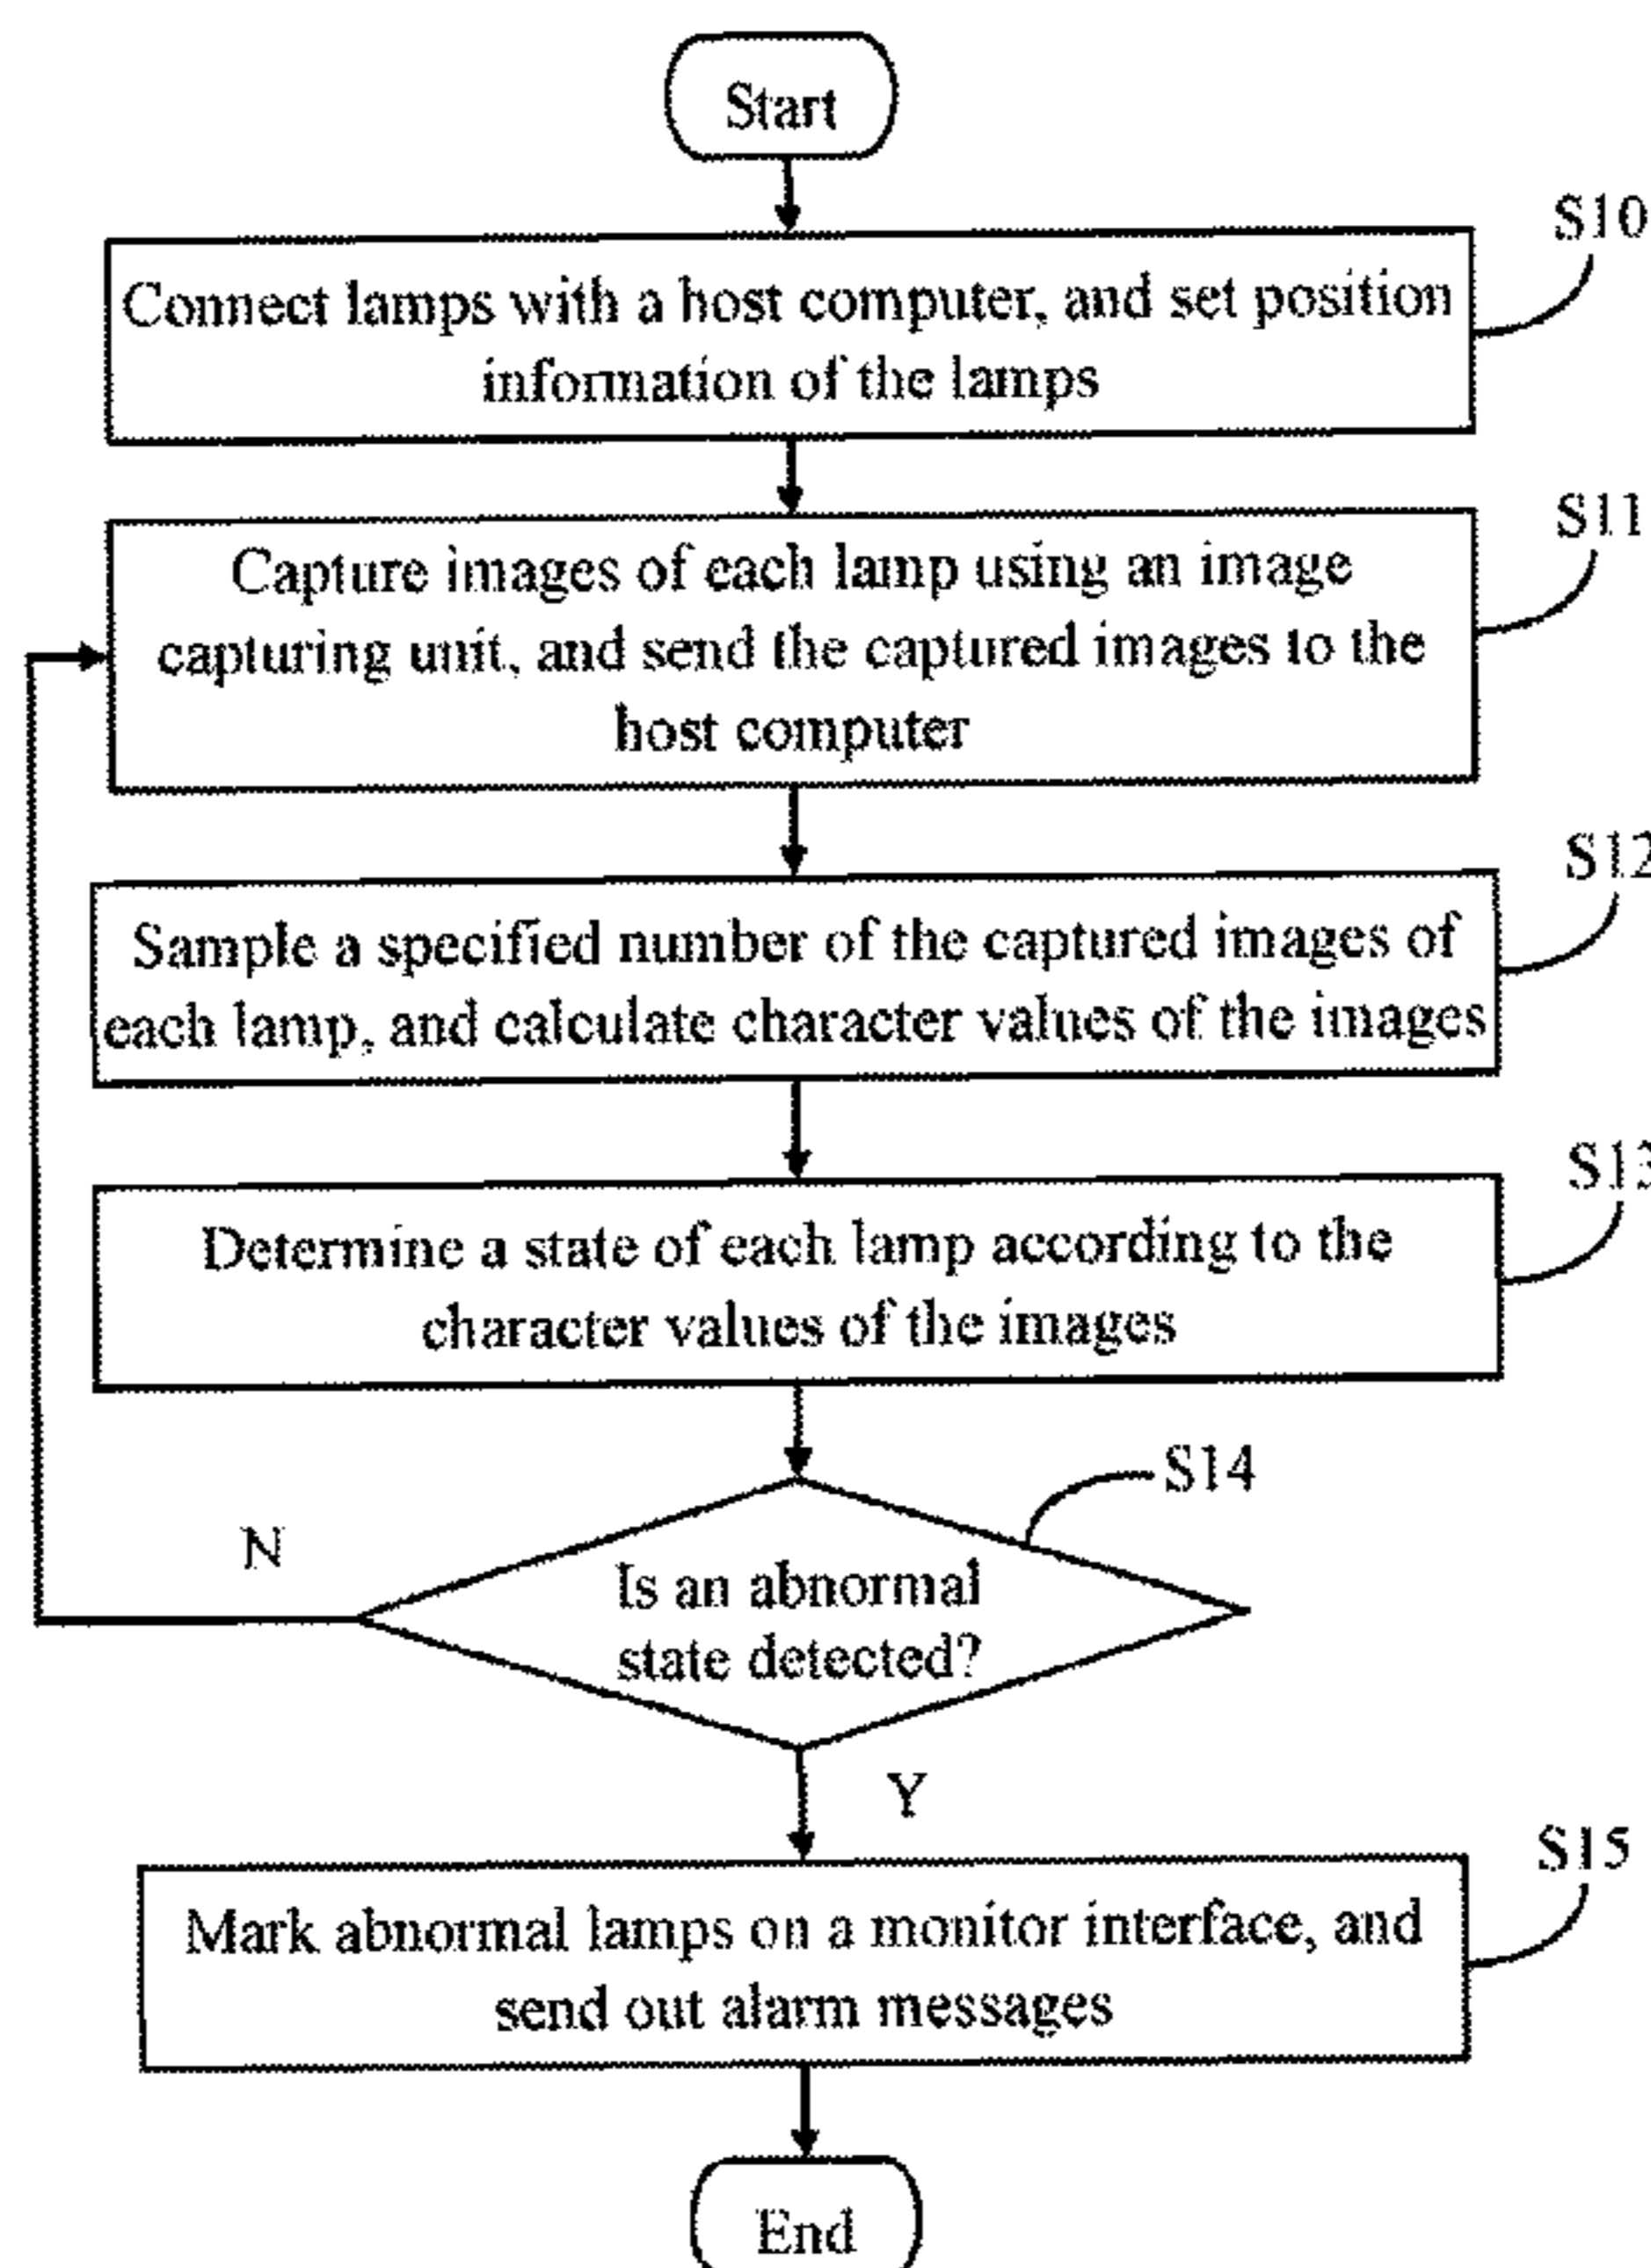 Start
S10
Connect lamps with a host computer, and set position
information of the lamps
S11
Capture images of each lamp using an image
capturing unit, and send the captured images to the
host computer
S12
Sample a specified number of the captured images of
each lamp, and calculate character values of the images
S13
Determine a state of each lamp according to the
character values of the images
S14
N
Is an abnormal
state detected?
Y
S15
Mark abnormal lamps on a monitor interface, and
send out alarm messages
End